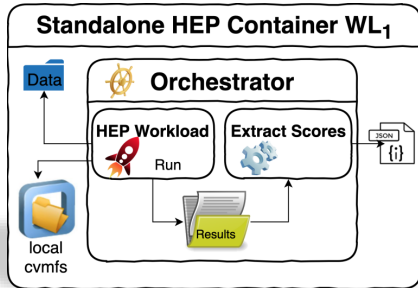 Standalone HEP Container WL1
Data
Orchestrator
HEP Workload
Run
Extract Scores
JSON
{i}
Results
local
cvmfs